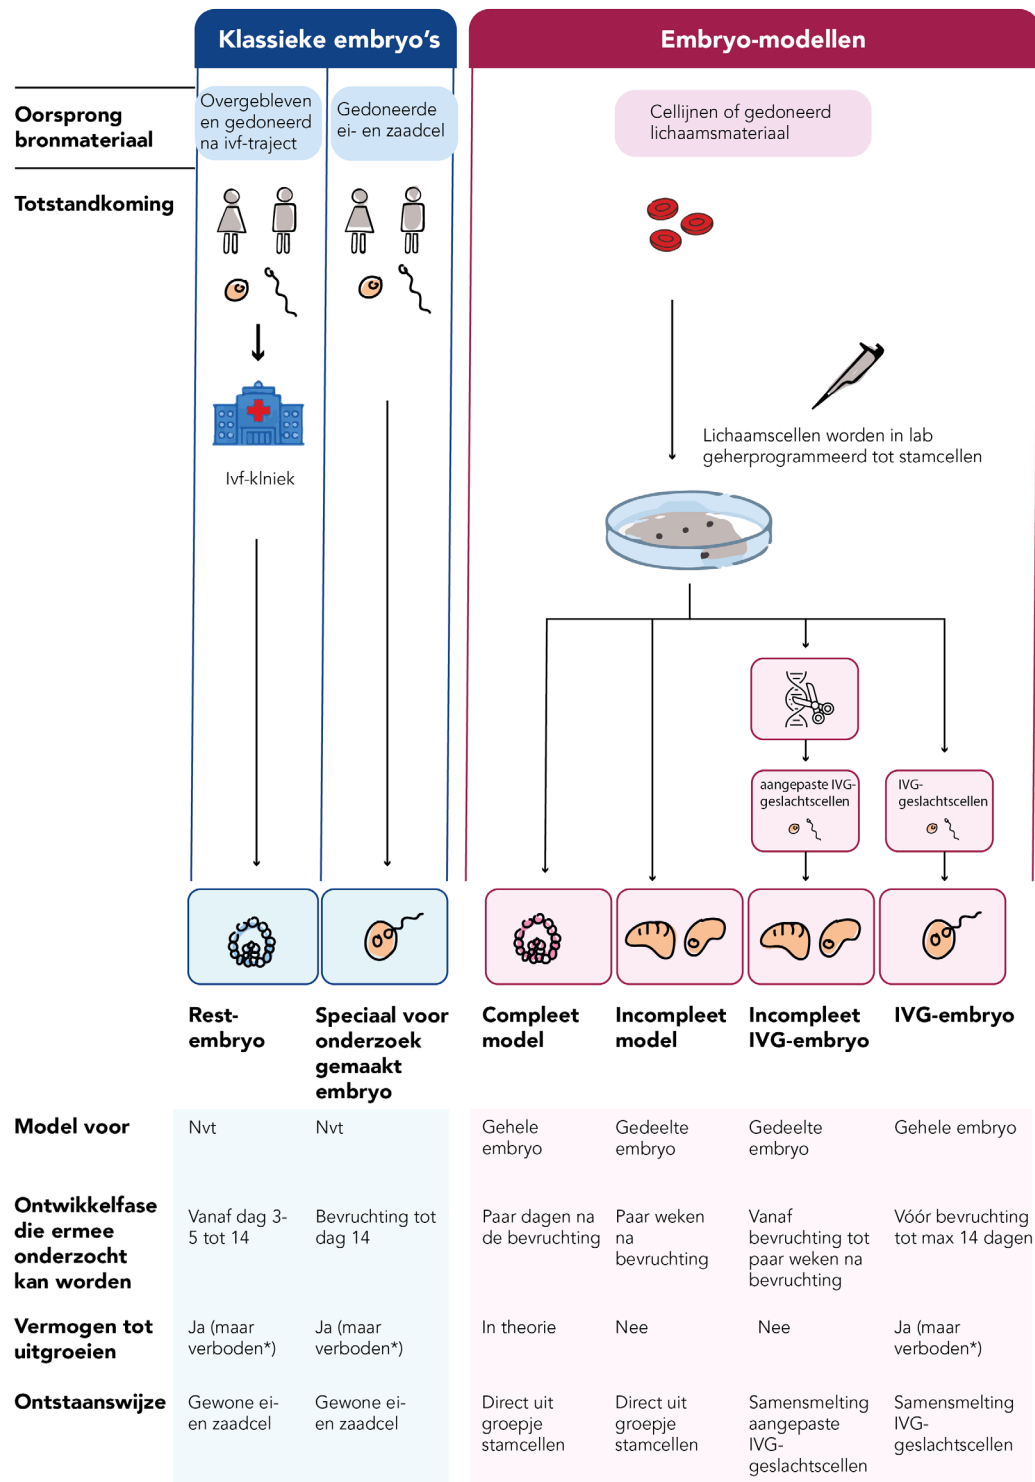 Klassieke embryo's
Embryo-modellen
Oorsprong
bronmateriaal
Overgebleven
en gedoneerd
na ivf-traject
Gedoneerde
ei- en zaadcel
Cellijnen of gedoneerd
lichaamsmateriaal
Totstandkoming
Ivf-klniek
Lichaamscellen worden in lab
geherprogrammeerd tot stamcellen
aangepaste IVG-
geslachtscellen
IVG-
geslachtscellen
Rest-
embryo
Speciaal voor
onderzoek
gemaakt
embryo
Compleet
model
Incompleet
model
Incompleet
IVG-embryo
IVG-embryo
Model voor
Nvt
Nvt
Gehele
embryo
Gedeelte
embryo
Gedeelte
embryo
Gehele embryo
Ontwikkelfase
die ermee
onderzocht
kan worden
Vanaf dag 3-
5 tot 14
Bevruchting tot
dag 14
Paar dagen na
de bevruchting
Paar weken
na
bevruchting
Vanaf
bevruchting tot
paar weken na
bevruchting
Vóór bevruchting
tot max 14 dagen
Vermogen tot
uitgroeien
Ja (maar
verboden*)
Ja (maar
verboden*)
In theorie
Nee
Nee
Ja (maar
verboden*)
Ontstaanswijze
Gewone ei-
en zaadcel
Gewone ei-
en zaadcel
Direct uit
groepje
stamcellen
Direct uit
groepje
stamcellen
Samensmelting
aangepaste
IVG-
geslachtscellen
Samensmelting
IVG-
geslachtscellen